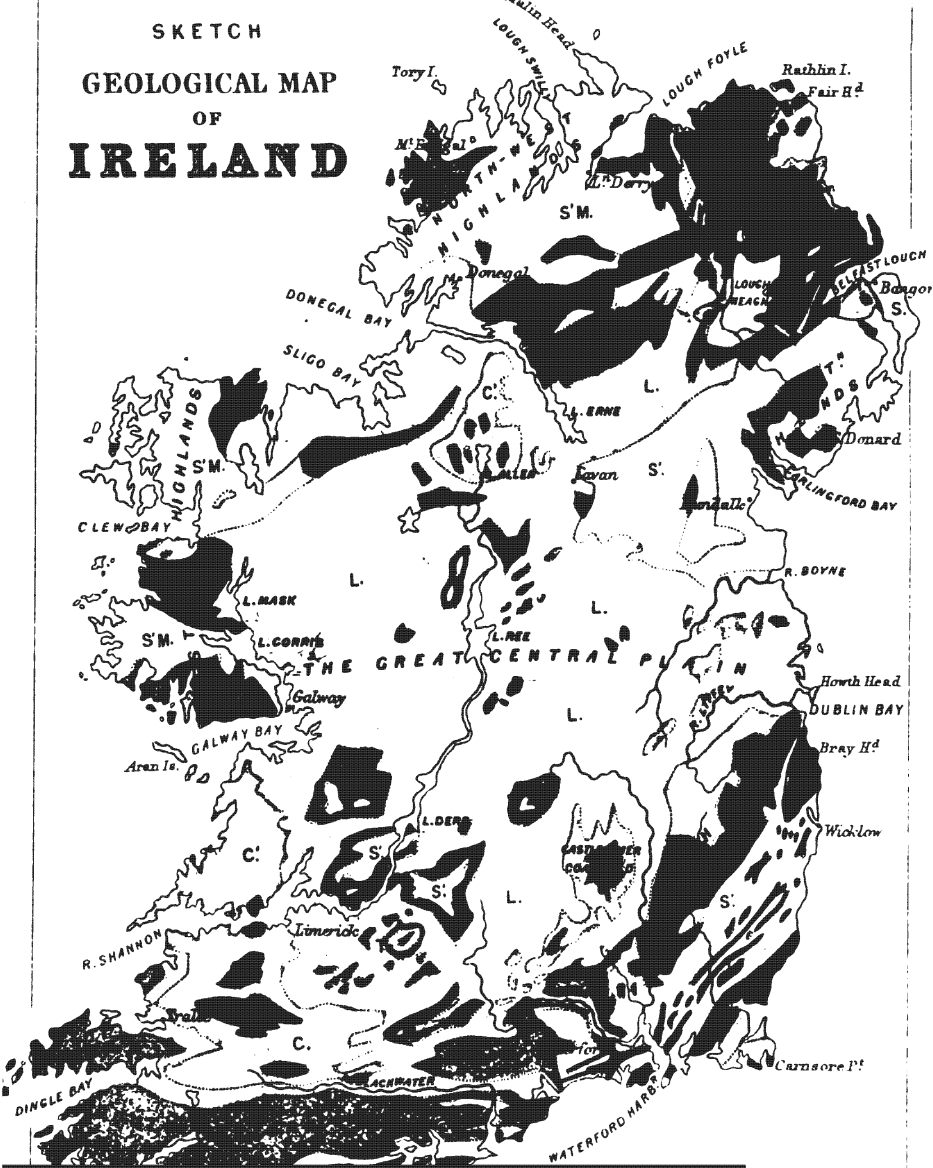 SKETCH
GEOLOGICAL MAP
OF
IRELAND
LOUGH SWILLY
LOUGH FOYLE
Tory I.
Rathlin I.
Fair Hd
NORTH-WEST
HIGHLANDS
Ln Derry
S'M.
Donegal
BELFAST LOUGH
LOUGH
NEAGH
Bangor
S.
DONEGAL BAY
SLIGO BAY
C'.
L.
L. ERNE
HIGHLANDS
S'M.
L. ALLEN
Cavan
S'.
Donard
CARLINGFORD BAY
Dundalk
CLEW BAY
R. BOYNE
L.
L. MASK
L.
S'M.
L. CORRIB
L. REE
THE GREAT CENTRAL PLAIN
Galway
Howth Head
R. LIFFEY
DUBLIN BAY
L.
GALWAY BAY
Bray Hd
Aran Is.
L. DERG
Wicklow
C'.
S'.
S'.
L.
S'.
Limerick
R. SHANNON
C.
Carnsore Pt
BLACKWATER
DINGLE BAY
WATERFORD HARBR